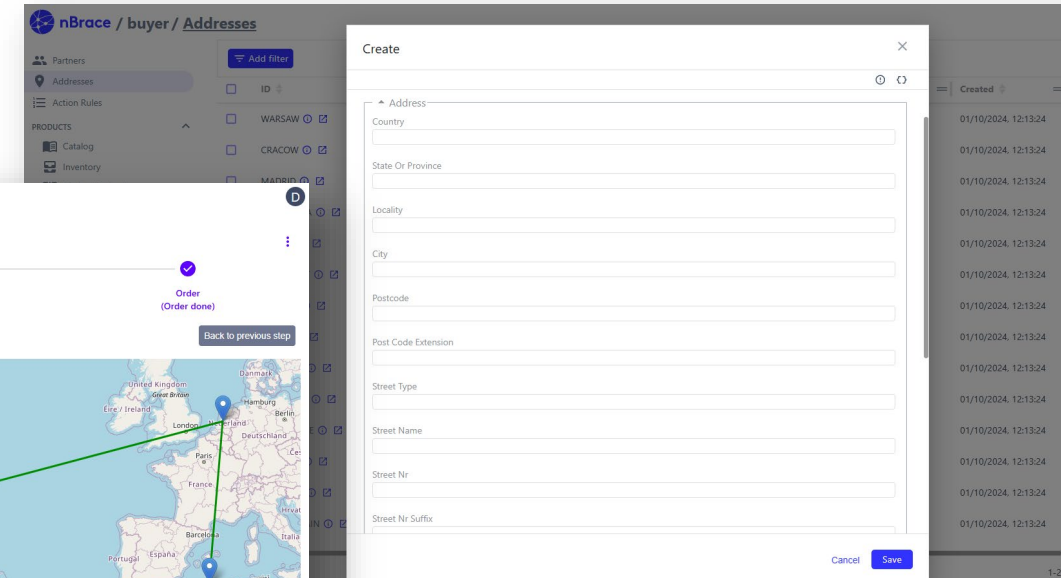 nBrace / buyer / Addresses
Partners
Addresses
Action Rules
PRODUCTS
Catalog
Inventory
Add filter
ID
WARSAW
CRACOW
MADRID
Created
01/10/2024, 12:13:24
01/10/2024, 12:13:24
01/10/2024, 12:13:24
01/10/2024, 12:13:24
01/10/2024, 12:13:24
01/10/2024, 12:13:24
01/10/2024, 12:13:24
01/10/2024, 12:13:24
01/10/2024, 12:13:24
01/10/2024, 12:13:24
01/10/2024, 12:13:24
01/10/2024, 12:13:24
01/10/2024, 12:13:24
01/10/2024, 12:13:24
Create
Address
Country
State Or Province
Locality
City
Postcode
Post Code Extension
Street Type
Street Name
Street Nr
Street Nr Suffix
Cancel
Save
D
Order
(Order done)
Back to previous step
United Kingdom
Great Britain
Éire / Ireland
London
Danmark
Hamburg
Berlin
Deutschland
Paris
France
Barcelona
Portugal
España
Italia